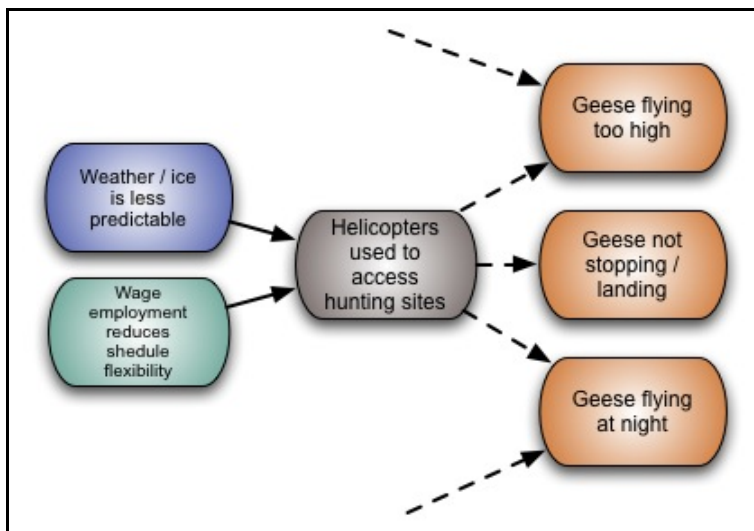 Weather / ice
is less
predictable
Wage
employment
reduces
shedule
flexibility
Helicopters
used to
access
hunting sites
Geese flying
too high
Geese not
stopping /
landing
Geese flying
at night